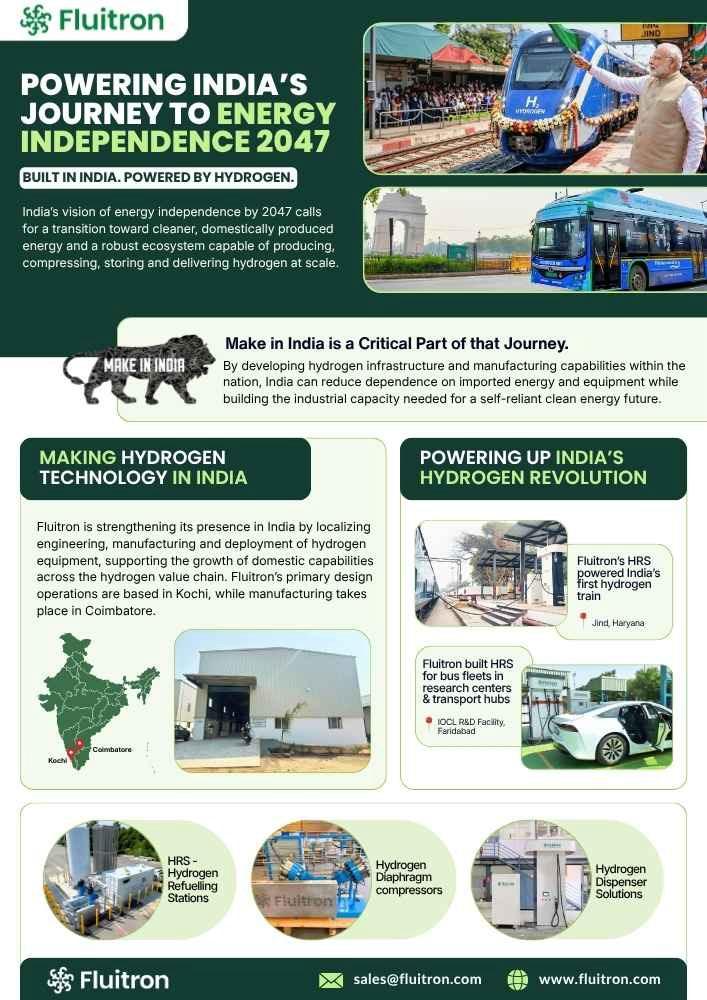 Fluitron
POWERING INDIA'S
JOURNEY TO ENERGY
INDEPENDENCE 2047
BUILT IN INDIA. POWERED BY HYDROGEN.
India's vision of energy independence by 2047 calls
for a transition toward cleaner, domestically produced
energy and a robust ecosystem capable of producing,
compressing, storing and delivering hydrogen at scale.
JIND
H2
HYDROGEN
MAKE IN INDIA
Make in India is a Critical Part of that Journey.
By developing hydrogen infrastructure and manufacturing capabilities within the
nation, India can reduce dependence on imported energy and equipment while
building the industrial capacity needed for a self-reliant clean energy future.
MAKING HYDROGEN
TECHNOLOGY IN INDIA
Fluitron is strengthening its presence in India by localizing
engineering, manufacturing and deployment of hydrogen
equipment, supporting the growth of domestic capabilities
across the hydrogen value chain. Fluitron's primary design
operations are based in Kochi, while manufacturing takes
place in Coimbatore.
Coimbatore
Kochi
POWERING UP INDIA'S
HYDROGEN REVOLUTION
Fluitron's HRS
powered India's
first hydrogen
train
Jind, Haryana
Fluitron built HRS
for bus fleets in
research centers
& transport hubs
IOCL R&D Facility,
Faridabad
HRS -
Hydrogen
Refuelling
Stations
Fluitron
Hydrogen
Diaphragm
compressors
Hydrogen
Dispenser
Solutions
Fluitron
sales@fluitron.com
www.fluitron.com